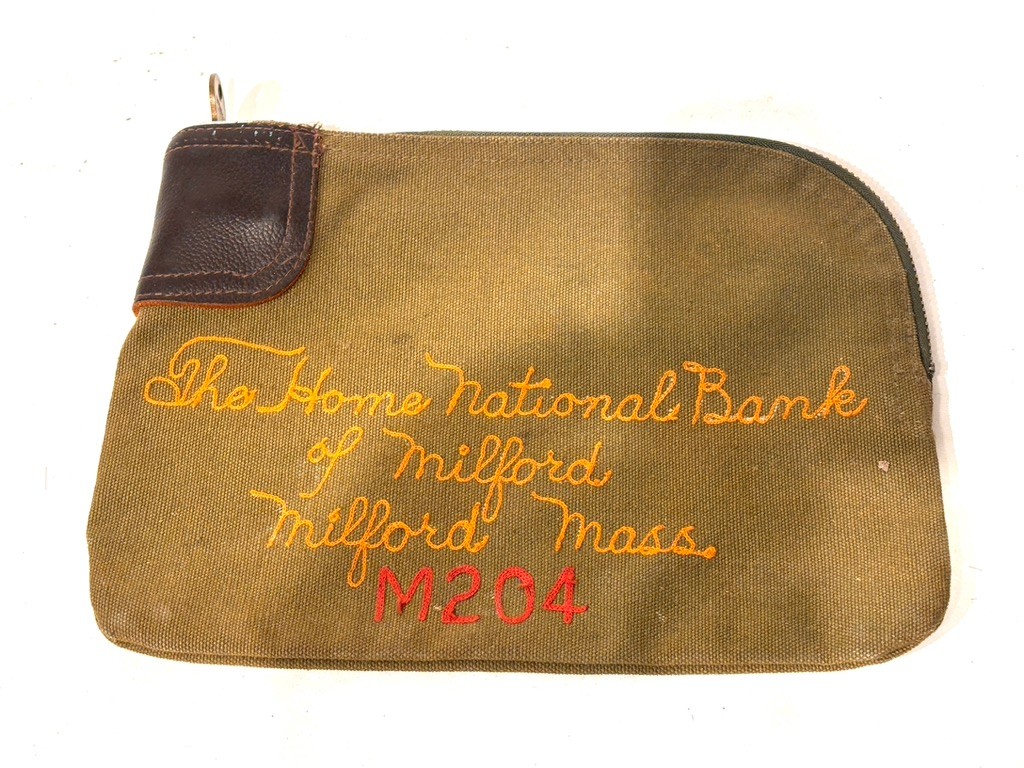 The Home National Bank
of Milford
Milford Mass.
M204